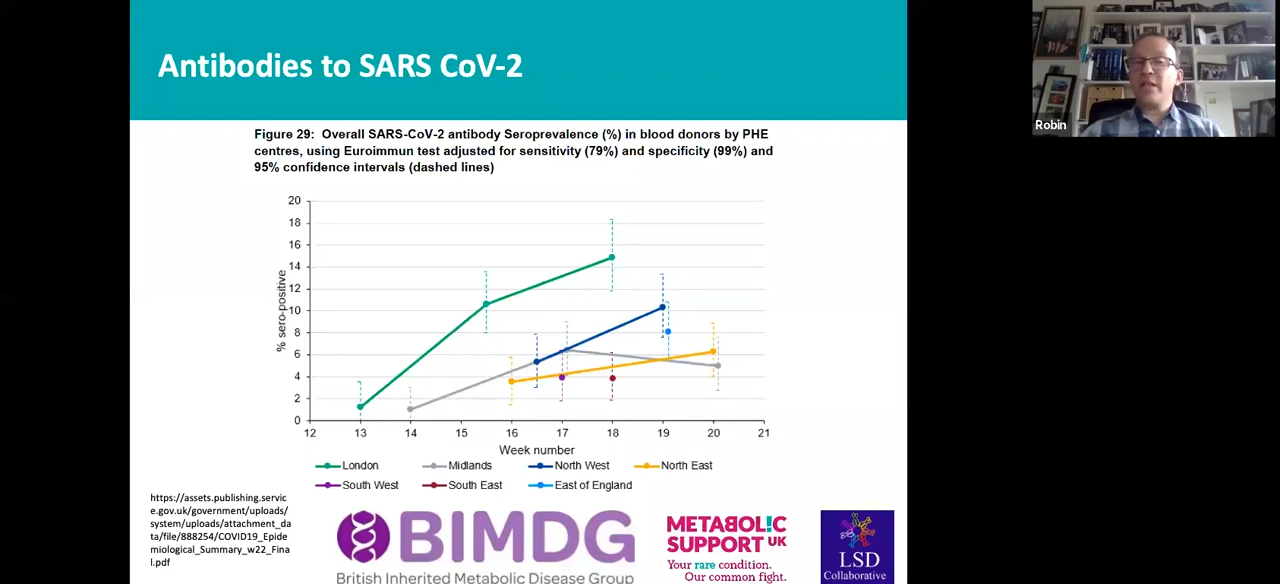 Antibodies to SARS CoV-2
Robin
Figure 29: Overall SARS-CoV-2 antibody Seroprevalence (%) in blood donors by PHE
centres, using Euroimmun test adjusted for sensitivity (79%) and specificity (99%) and
95% confidence intervals (dashed lines)
% sero-positive
20
18
16
14
12
10
8
6
4
2
0
12 13 14 15 16 17 18 19 20 21
Week number
London Midlands North West North East
South West South East East of England
https://assets.publishing.servic
e.gov.uk/government/uploads/
system/uploads/attachment_da
ta/file/888254/COVID19_Epide
miological_Summary_w22_Fina
l.pdf
BIMDG
British Inherited Metabolic Disease Group
METABOL!C
SUPPORT UK
Your rare condition.
Our common fight.
LSD
Collaborative